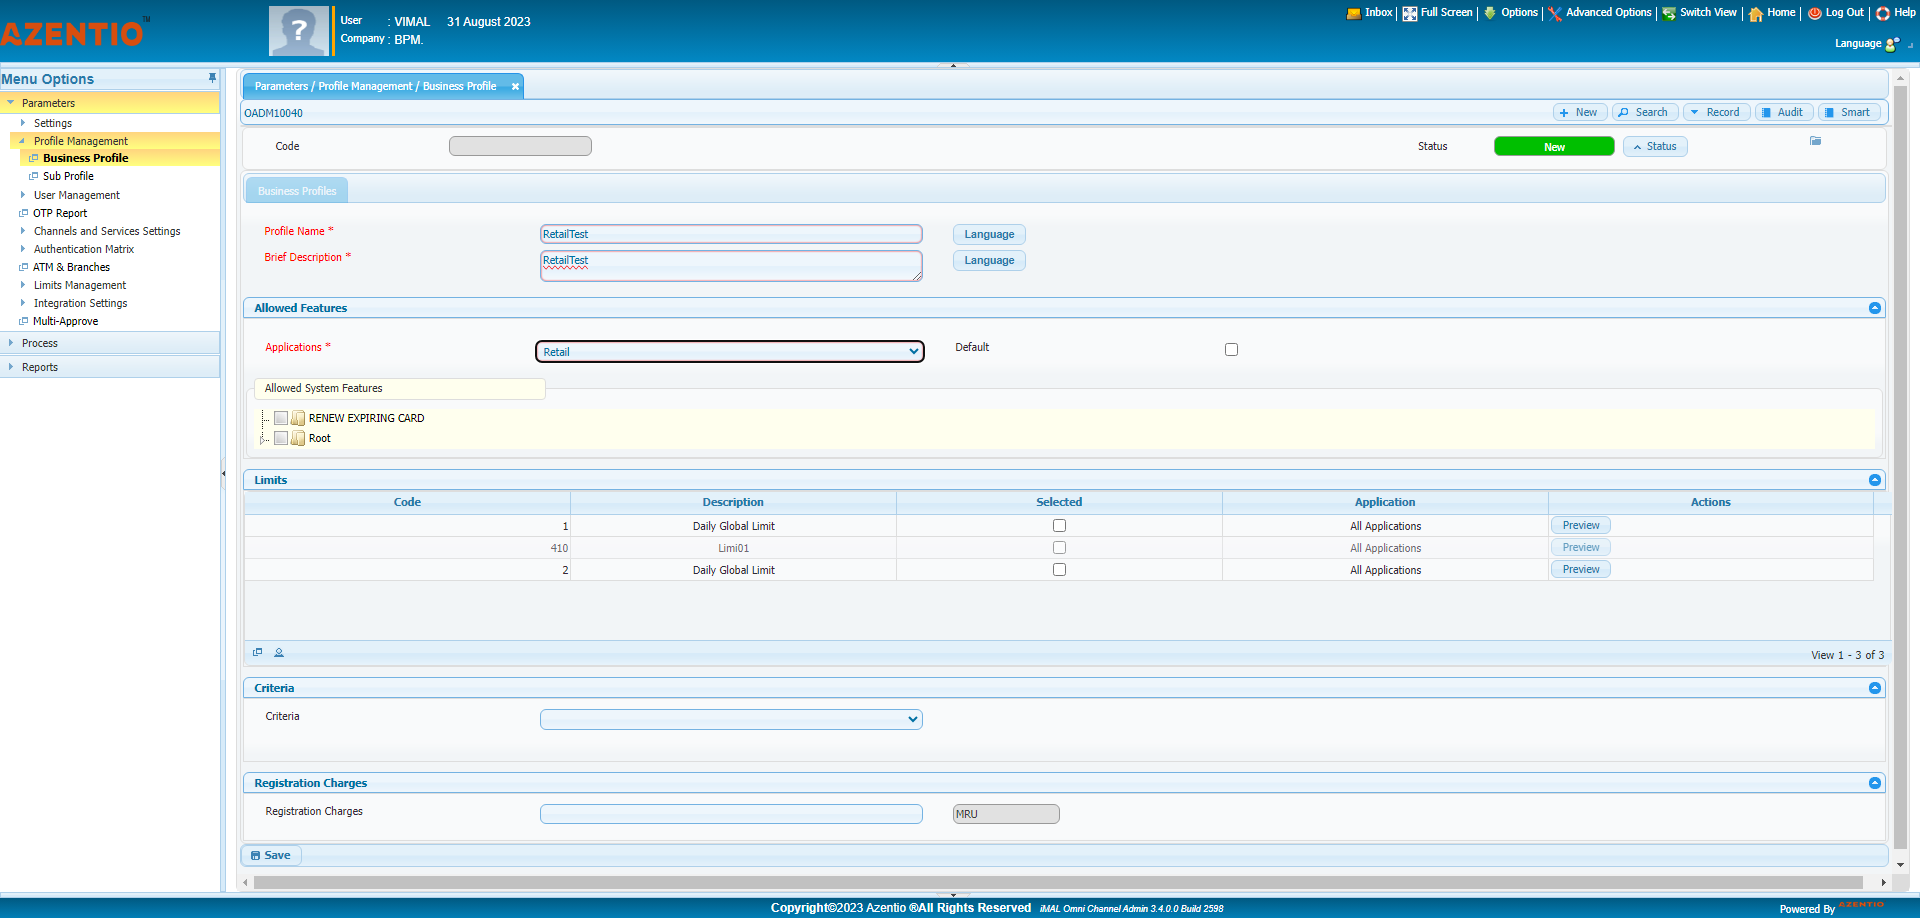 AZENTIO™
User : VIMAL 31 August 2023
Company : BPM.
Inbox Full Screen Options Advanced Options Switch View Home Log Out Help
Language
Menu Options
Parameters
Settings
Profile Management
Business Profile
Sub Profile
User Management
OTP Report
Channels and Services Settings
Authentication Matrix
ATM & Branches
Limits Management
Integration Settings
Multi-Approve
Process
Reports
Parameters / Profile Management / Business Profile
OADM10040
New Search Record Audit Smart
Code Status New Status
Business Profiles
Profile Name * RetailTest Language
Brief Description * RetailTest Language
Allowed Features
Applications * Retail Default
Allowed System Features
RENEW EXPIRING CARD
Root
Limits
Code Description Selected Application Actions
1 Daily Global Limit All Applications Preview
410 Limi01 All Applications Preview
2 Daily Global Limit All Applications Preview
View 1 - 3 of 3
Criteria
Criteria
Registration Charges
Registration Charges MRU
Save
Copyright©2023 Azentio ®All Rights Reserved iMAL Omni Channel Admin 3.4.0.0 Build 2598
Powered By AZENTIO